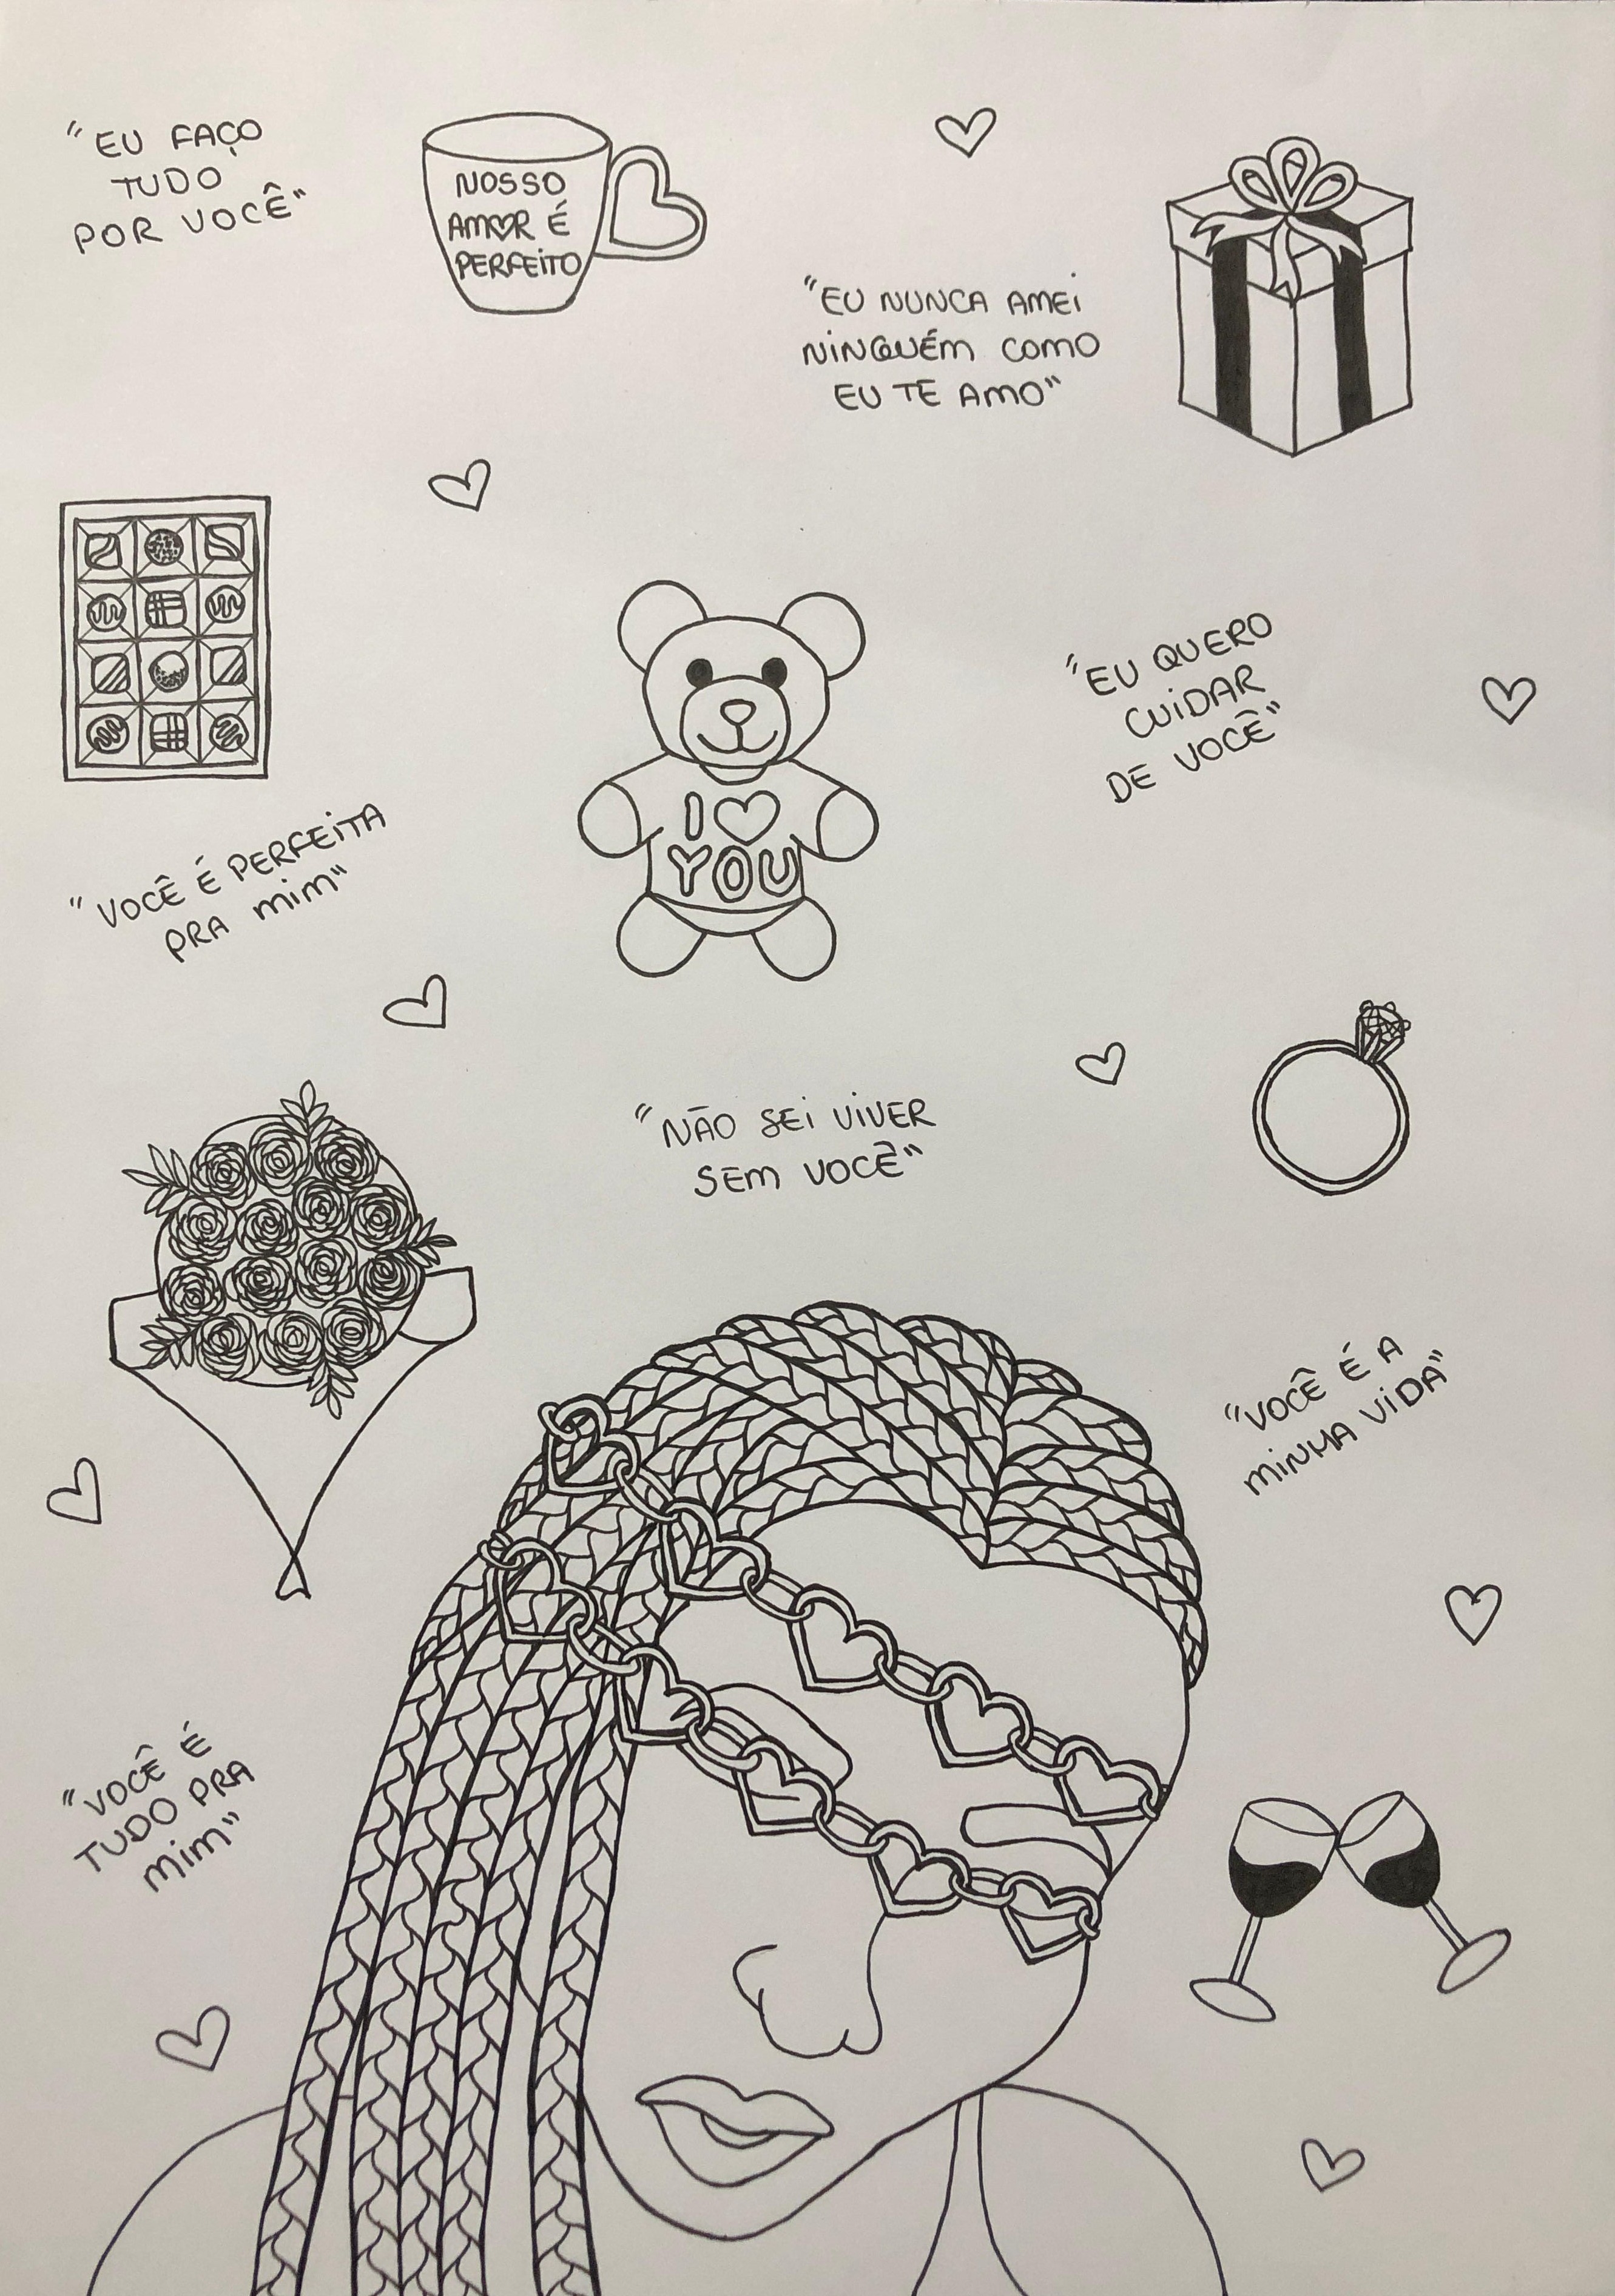 "EU FAÇO
TUDO
POR VOCÊ"
NOSSO
AMOR É
PERFEITO
"EU NUNCA AMEI
NINGUÉM COMO
EU TE AMO"
I ♡
YOU
"EU QUERO
CUIDAR
DE VOCÊ"
"VOCÊ É PERFEITA
PRA MIM"
"NÃO SEI VIVER
SEM VOCÊ"
"VOCÊ É A
MINHA VIDA"
"VOCÊ É
TUDO PRA
MIM"